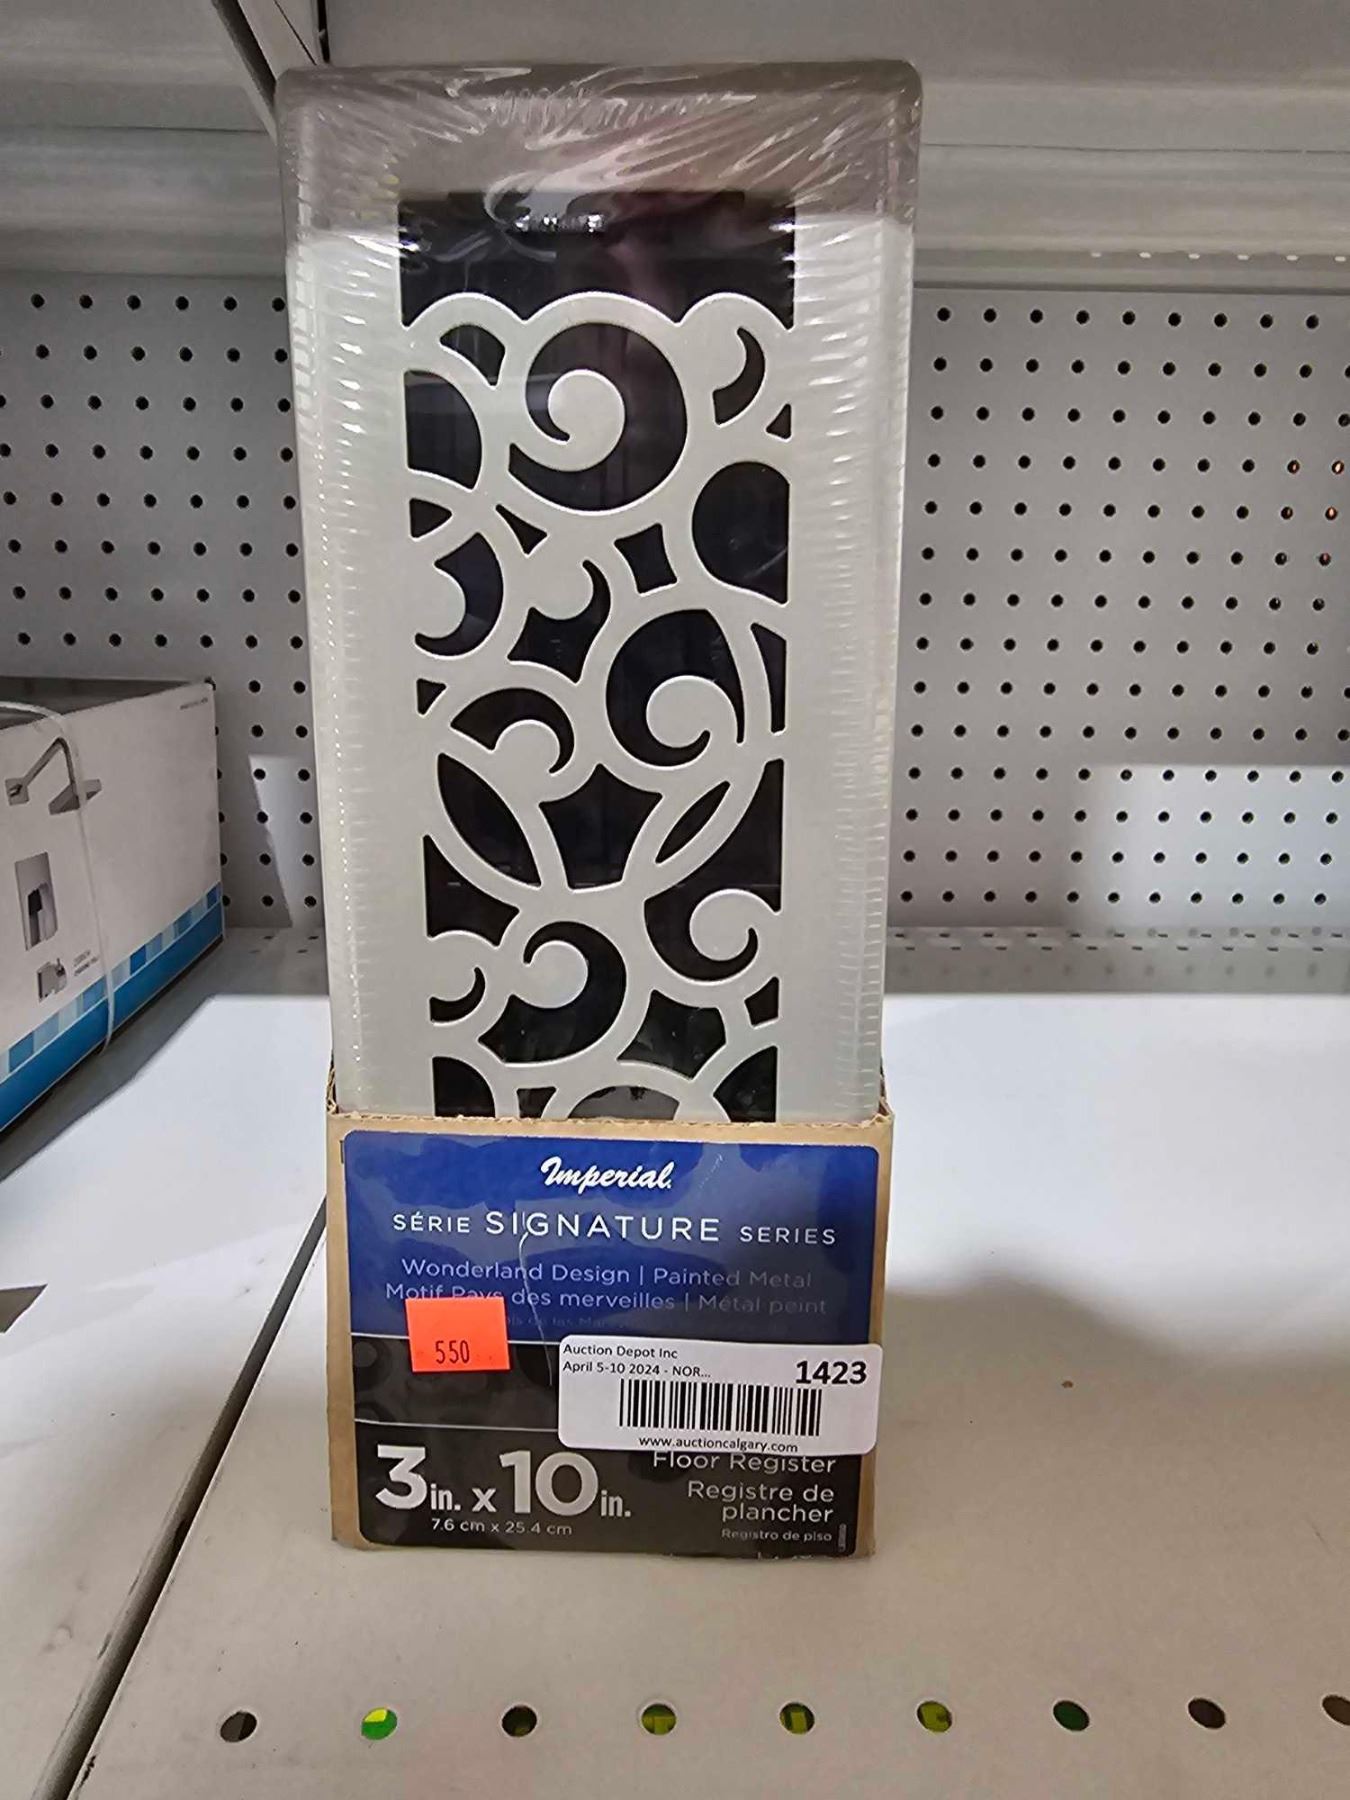 Imperial
SÉRIE SIGNATURE SERIES
Wonderland Design | Painted Metal
Motif Pays des merveilles | Métal peint
550
Auction Depot Inc
April 5-10 2024 - NOR...
1423
www.auctioncalgary.com
3in. x 10in.
7.6 cm x 25.4 cm
Floor Register
Registre de
plancher
Registro de piso